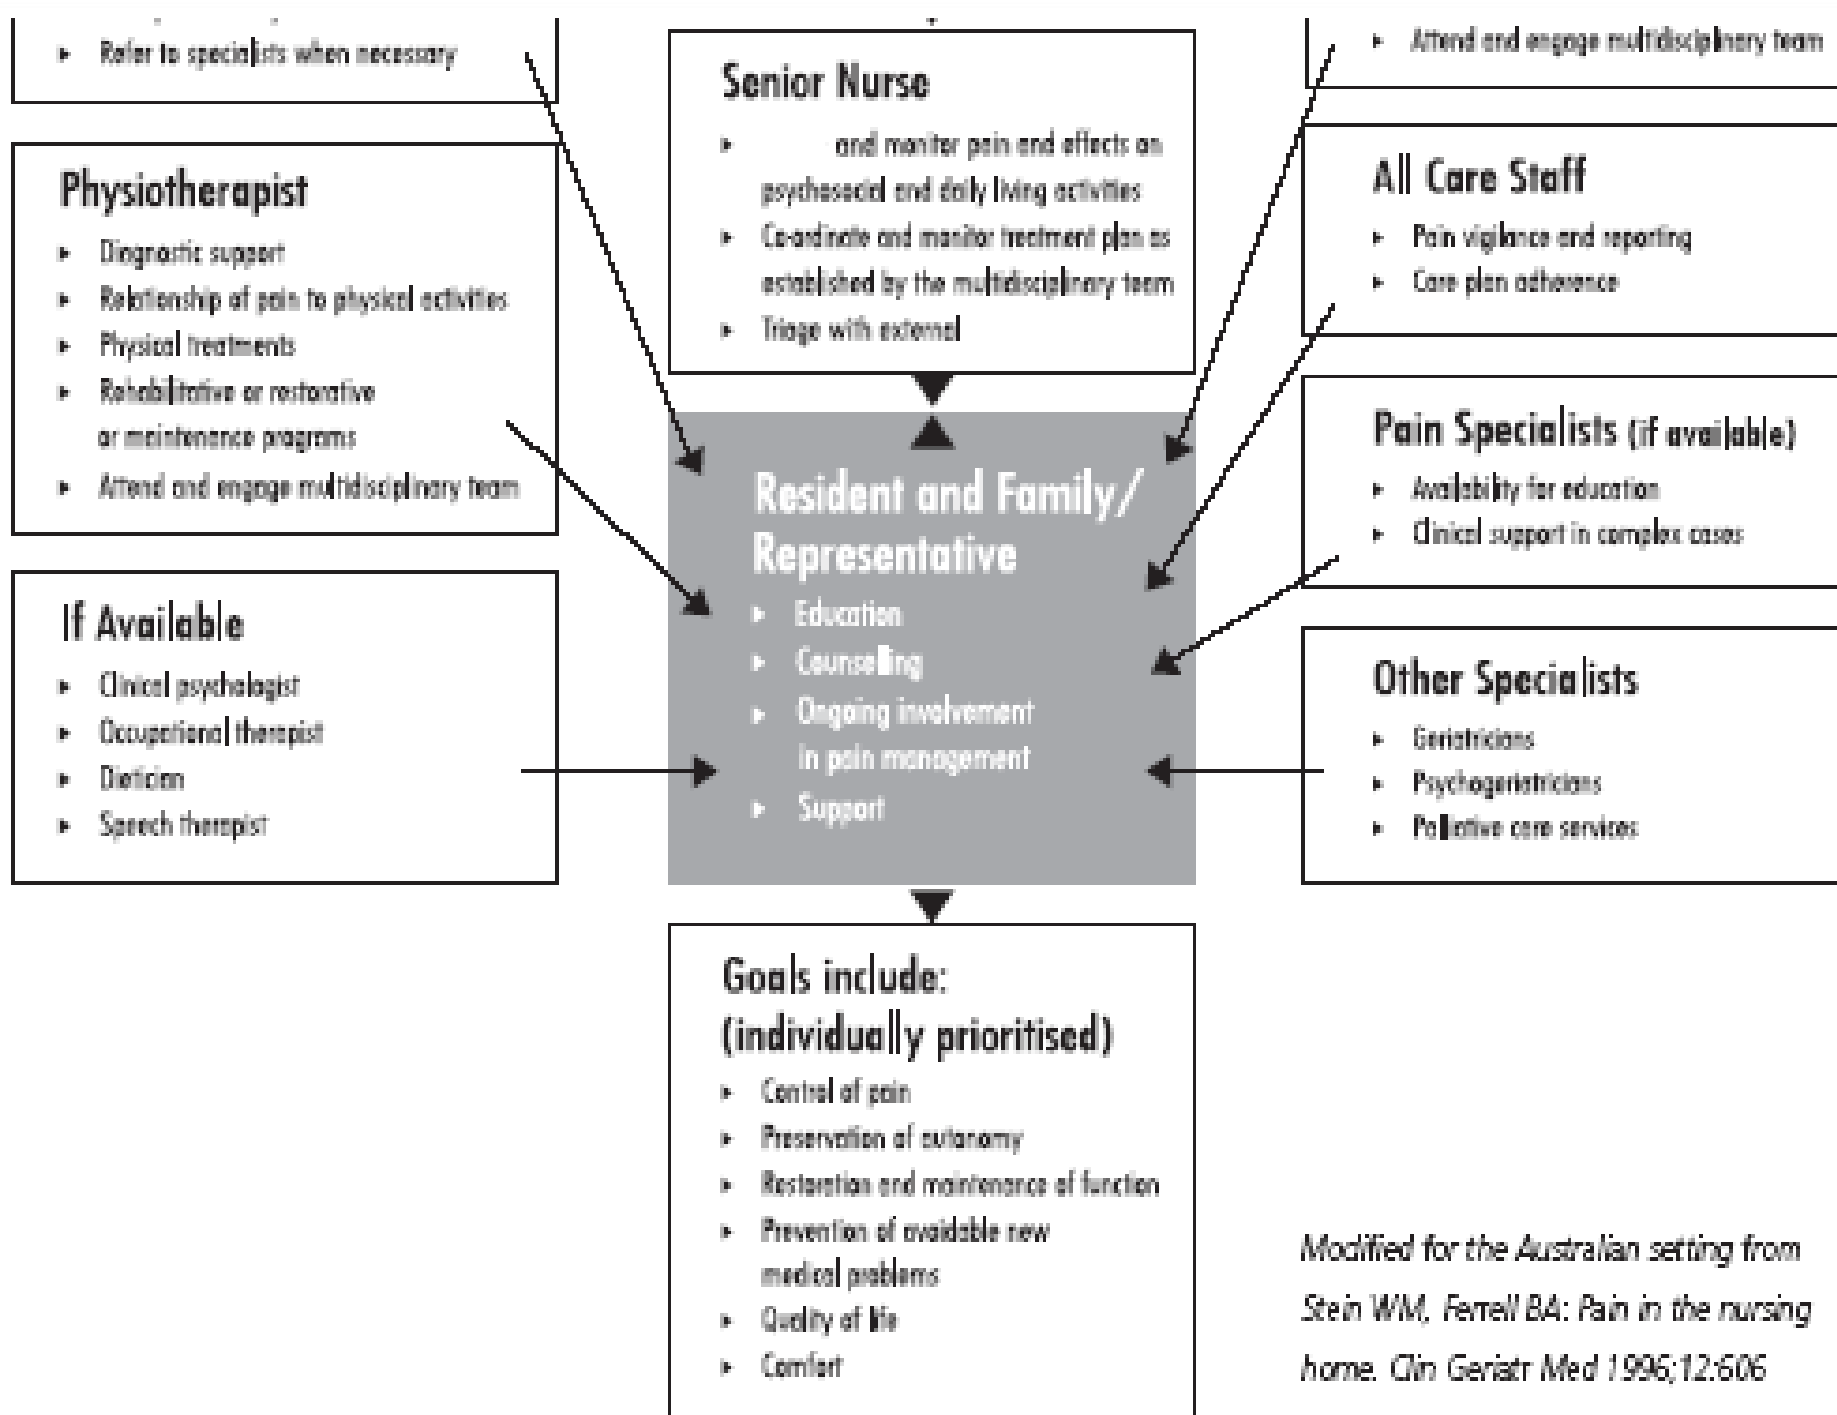 Refer to specialists when necessary
Physiotherapist
Diagnostic support
Relationship of pain to physical activities
Physical treatments
Rehabilitative or restorative
or maintenance programs
Attend and engage multidisciplinary team
If Available
Clinical psychologist
Occupational therapist
Dietician
Speech therapist
Senior Nurse
and monitor pain and effects on
psychosocial and daily living activities
Co-ordinate and monitor treatment plan as
established by the multidisciplinary team
Triage with external
Resident and Family/
Representative
Education
Counselling
Ongoing involvement
in pain management
Support
Goals include:
(individually prioritised)
Control of pain
Preservation of autonomy
Restoration and maintenance of function
Prevention of avoidable new
medical problems
Quality of life
Comfort
Attend and engage multidisciplinary team
All Care Staff
Pain vigilance and reporting
Care plan adherence
Pain Specialists (if available)
Availability for education
Clinical support in complex cases
Other Specialists
Geriatricians
Psychogeriatricians
Palliative care services
Modified for the Australian setting from
Stein WM, Ferrell BA: Pain in the nursing
home. Clin Geriatr Med 1996;12:606